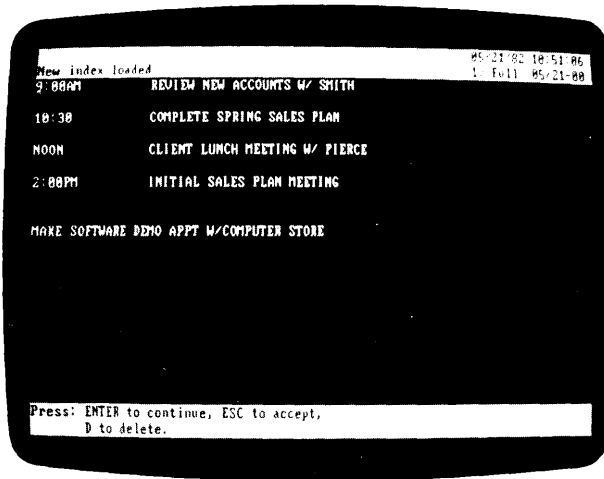 05/21/82 10:51:06
New index loaded
1: Full 05/21-00
9:00AM REVIEW NEW ACCOUNTS W/ SMITH
10:30 COMPLETE SPRING SALES PLAN
NOON CLIENT LUNCH MEETING W/ PIERCE
2:00PM INITIAL SALES PLAN MEETING
MAKE SOFTWARE DEMO APPT W/COMPUTER STORE
Press: ENTER to continue, ESC to accept,
D to delete.